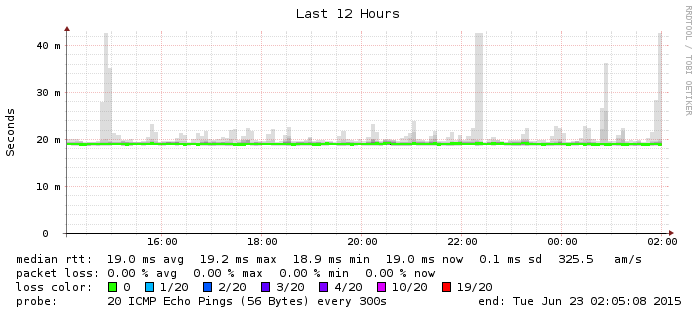 Last 12 Hours
RRDTOOL / TOBI OETIKER
Seconds
40 m
30 m
20 m
10 m
0
16:00 18:00 20:00 22:00 00:00 02:00
median rtt: 19.0 ms avg 19.2 ms max 18.9 ms min 19.0 ms now 0.1 ms sd 325.5 am/s
packet loss: 0.00 % avg 0.00 % max 0.00 % min 0.00 % now
loss color: 0 1/20 2/20 3/20 4/20 10/20 19/20
probe: 20 ICMP Echo Pings (56 Bytes) every 300s end: Tue Jun 23 02:05:08 2015